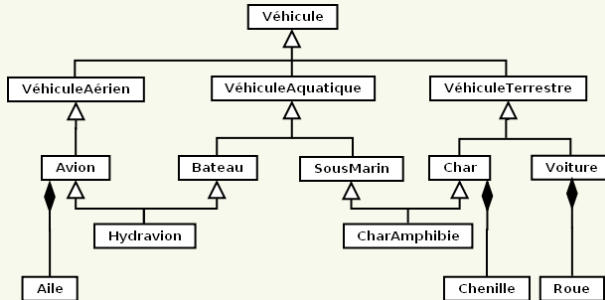 Véhicule
VéhiculeAérien
VéhiculeAquatique
VéhiculeTerrestre
Avion
Bateau
SousMarin
Char
Voiture
Hydravion
CharAmphibie
Aile
Chenille
Roue